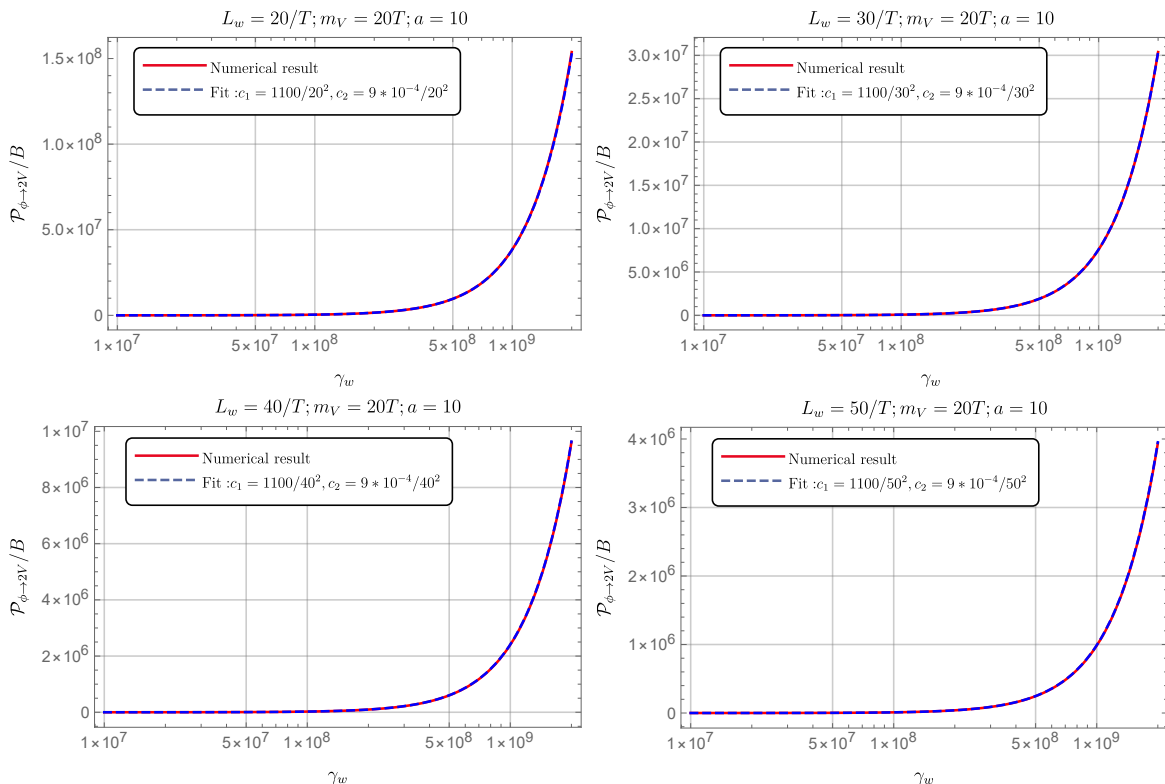 L_w = 20/T; m_V = 20T; a = 10
Numerical result
Fit :c_1 = 1100/20^2, c_2 = 9 * 10^{-4}/20^2
P_{ϕ→2V}/B
1.5×10^8
1.0×10^8
5.0×10^7
0
1×10^7
5×10^7
1×10^8
5×10^8
1×10^9
γ_w
L_w = 30/T; m_V = 20T; a = 10
Numerical result
Fit :c_1 = 1100/30^2, c_2 = 9 * 10^{-4}/30^2
P_{ϕ→2V}/B
3.0×10^7
2.5×10^7
2.0×10^7
1.5×10^7
1.0×10^7
5.0×10^6
0
1×10^7
5×10^7
1×10^8
5×10^8
1×10^9
γ_w
L_w = 40/T; m_V = 20T; a = 10
Numerical result
Fit :c_1 = 1100/40^2, c_2 = 9 * 10^{-4}/40^2
P_{ϕ→2V}/B
1×10^7
8×10^6
6×10^6
4×10^6
2×10^6
0
1×10^7
5×10^7
1×10^8
5×10^8
1×10^9
γ_w
L_w = 50/T; m_V = 20T; a = 10
Numerical result
Fit :c_1 = 1100/50^2, c_2 = 9 * 10^{-4}/50^2
P_{ϕ→2V}/B
4×10^6
3×10^6
2×10^6
1×10^6
0
1×10^7
5×10^7
1×10^8
5×10^8
1×10^9
γ_w